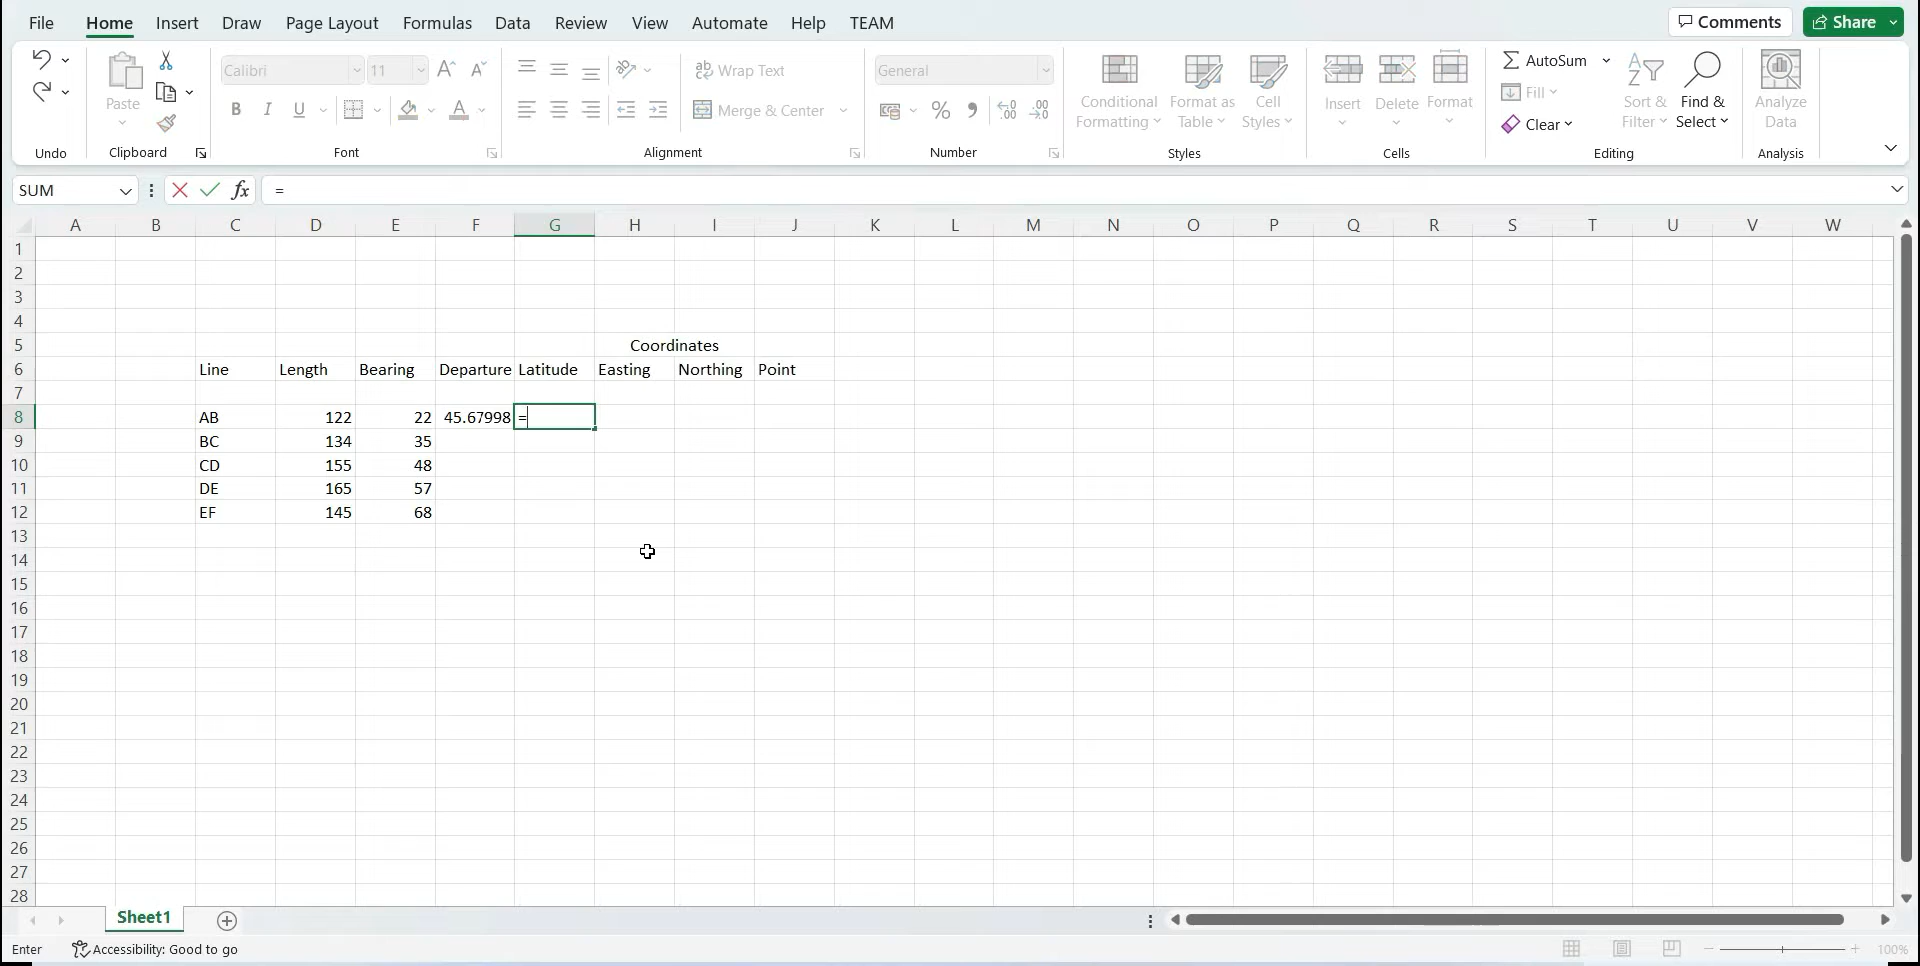 File Home Insert Draw Page Layout Formulas Data Review View Automate Help TEAM Comments Share
Calibri 11 A^ A˅ ab Wrap Text General AutoSum
Paste Conditional Formatting Format as Table Cell Styles Insert Delete Format Fill Sort & Filter Find & Select Analyze Data
B I U A Merge & Center % , Clear
Undo Clipboard Font Alignment Number Styles Cells Editing Analysis
SUM fx =
A B C D E F G H I J K L M N O P Q R S T U V W
1
2
3
4
5 Coordinates
6 Line Length Bearing Departure Latitude Easting Northing Point
7
8 AB 122 22 45.67998 =
9 BC 134 35
10 CD 155 48
11 DE 165 57
12 EF 145 68
13
14
15
16
17
18
19
20
21
22
23
24
25
26
27
28
Sheet1
Enter Accessibility: Good to go 100%